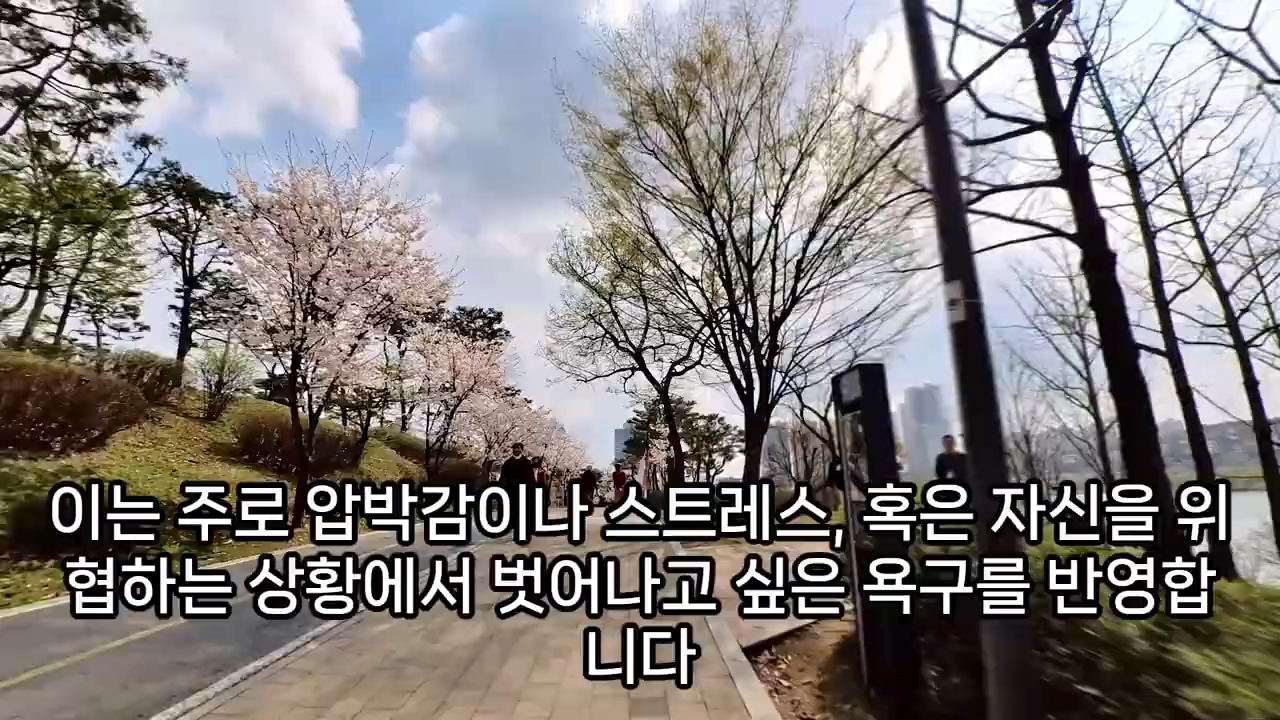 이는 주로 압박감이나 스트레스, 혹은 자신을 위
협하는 상황에서 벗어나고 싶은 욕구를 반영합
니다